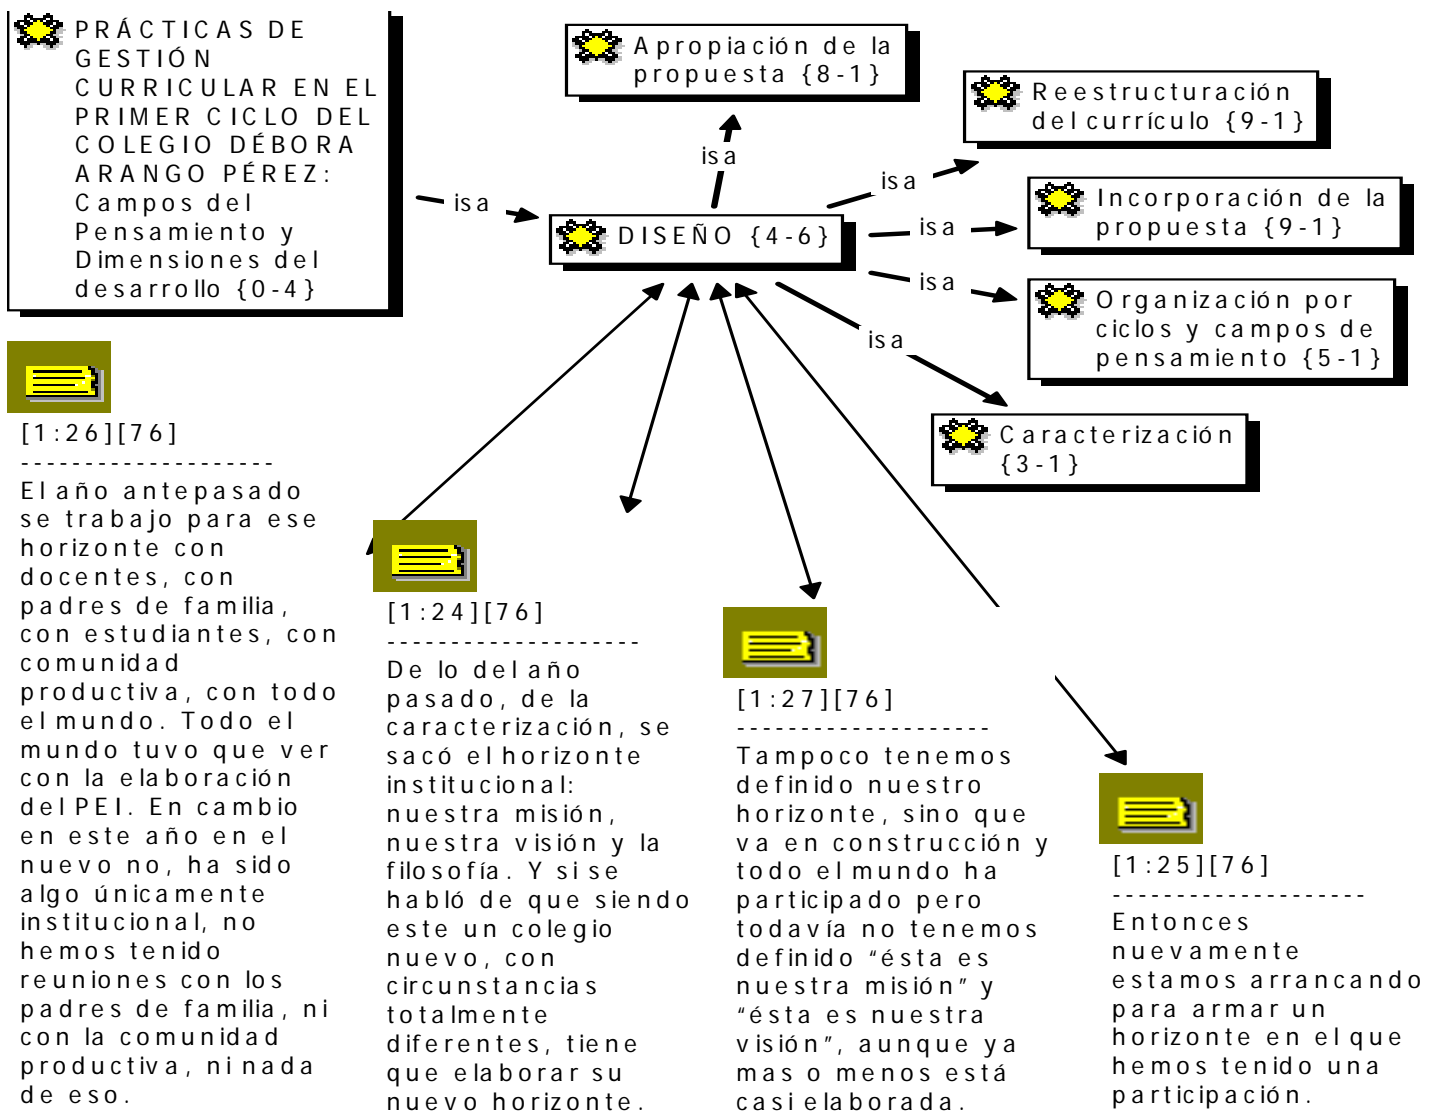 PRÁCTICAS DE
GESTIÓN
CURRICULAR EN EL
PRIMER CICLO DEL
COLEGIO DÉBORA
ARANGO PÉREZ:
Campos del
Pensamiento y
Dimensiones del
desarrollo {0-4}
isa
Apropiación de la
propuesta {8-1}
isa
Reestructuración
del currículo {9-1}
isa
DISEÑO {4-6}
Incorporación de la
propuesta {9-1}
isa
Organización por
ciclos y campos de
pensamiento {5-1}
isa
Caracterización
{3-1}
isa
[1:26][76]
--------------------
El año antepasado
se trabajo para ese
horizonte con
docentes, con
padres de familia,
con estudiantes, con
comunidad
productiva, con todo
el mundo. Todo el
mundo tuvo que ver
con la elaboración
del PEI. En cambio
en este año en el
nuevo no, ha sido
algo únicamente
institucional, no
hemos tenido
reuniones con los
padres de familia, ni
con la comunidad
productiva, ni nada
de eso.
[1:24][76]
--------------------
De lo del año
pasado, de la
caracterización, se
sacó el horizonte
institucional:
nuestra misión,
nuestra visión y la
filosofía. Y si se
habló de que siendo
este un colegio
nuevo, con
circunstancias
totalmente
diferentes, tiene
que elaborar su
nuevo horizonte.
[1:27][76]
--------------------
Tampoco tenemos
definido nuestro
horizonte, sino que
va en construcción y
todo el mundo ha
participado pero
todavía no tenemos
definido “ésta es
nuestra misión” y
“ésta es nuestra
visión”, aunque ya
mas o menos está
casi elaborada.
[1:25][76]
--------------------
Entonces
nuevamente
estamos arrancando
para armar un
horizonte en el que
hemos tenido una
participación.